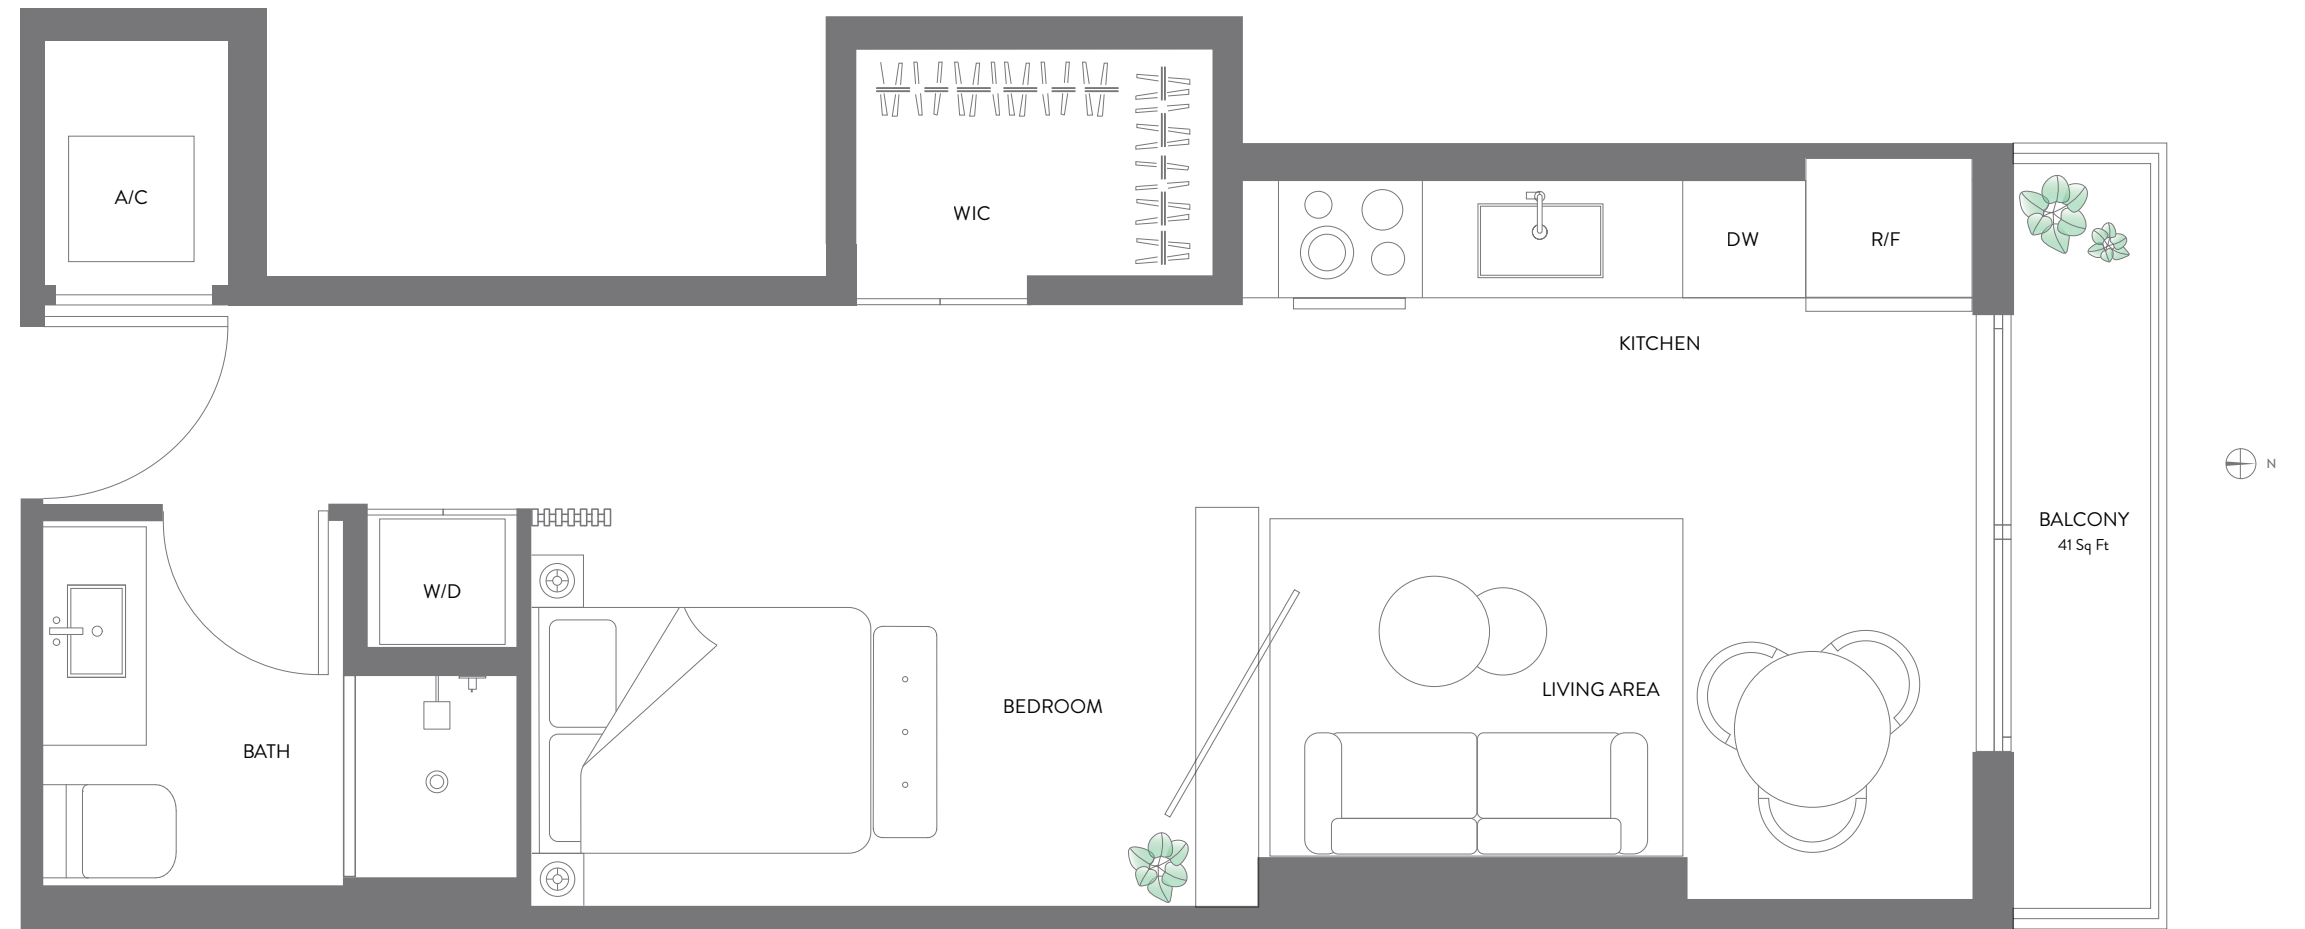 A/C
WIC
DW
R/F
KITCHEN
N
BALCONY
41 Sq Ft
W/D
LIVING AREA
BEDROOM
BATH